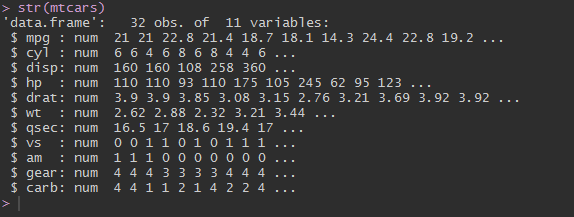 > str(mtcars)
'data.frame':   32 obs. of  11 variables:
 $ mpg : num  21 21 22.8 21.4 18.7 18.1 14.3 24.4 22.8 19.2 ...
 $ cyl : num  6 6 4 6 8 6 8 4 4 6 ...
 $ disp: num  160 160 108 258 360 ...
 $ hp  : num  110 110 93 110 175 105 245 62 95 123 ...
 $ drat: num  3.9 3.9 3.85 3.08 3.15 2.76 3.21 3.69 3.92 3.92 ...
 $ wt  : num  2.62 2.88 2.32 3.21 3.44 ...
 $ qsec: num  16.5 17 18.6 19.4 17 ...
 $ vs  : num  0 0 1 1 0 1 0 1 1 1 ...
 $ am  : num  1 1 1 0 0 0 0 0 0 0 ...
 $ gear: num  4 4 4 3 3 3 3 4 4 4 ...
 $ carb: num  4 4 1 1 2 1 4 2 2 4 ...
>